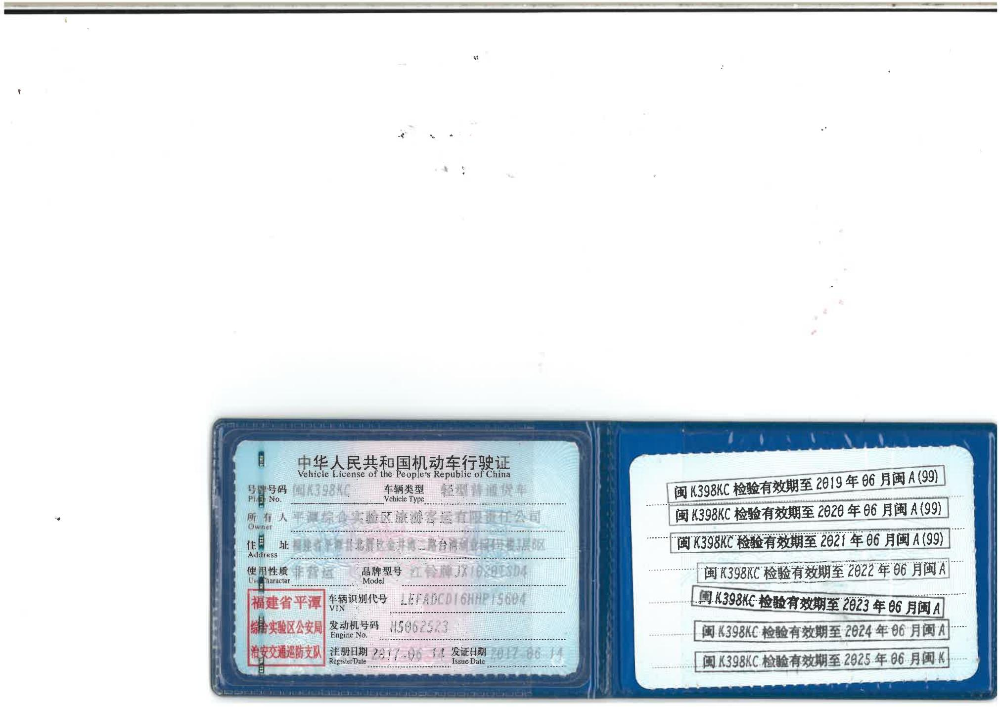 中华人民共和国机动车行驶证
Vehicle License of the People's Republic of China
号牌号码 闽K398KC 车辆类型 轻型普通货车
Plate No. Vehicle Type
所有人 平潭综合实验区旅游客运有限责任公司
Owner
住址 福建省平潭县北厝区金井湾二路台湾创业园4号楼3层6区
Address
使用性质 非营运 品牌型号 江铃牌JX1020TSD4
Use Character Model
车辆识别代号 LEFADCD16HHP15604
VIN
发动机号码 H5062523
Engine No.
注册日期 2017-06-14 发证日期 2017-06-14
Register Date Issue Date
福建省平潭
综合实验区公安局
治安交通巡防支队
闽K398KC 检验有效期至 2019 年 06 月闽 A(99)
闽K398KC 检验有效期至 2020 年 06 月闽 A(99)
闽K398KC 检验有效期至 2021 年 06 月闽 A(99)
闽K398KC 检验有效期至 2022 年 06 月闽 A
闽K398KC 检验有效期至 2023 年 06 月闽 A
闽K398KC 检验有效期至 2024 年 06 月闽 A
闽K398KC 检验有效期至 2025 年 06 月闽 K